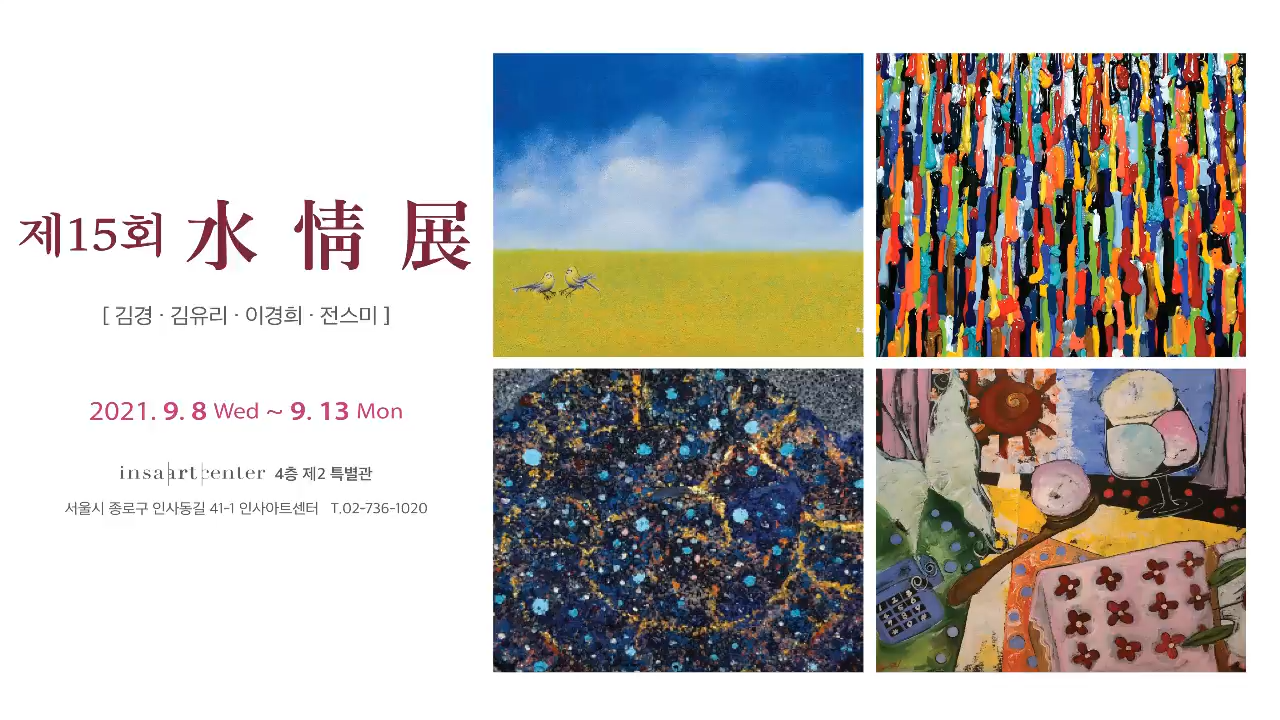 제15회 水情展
[ 김경 · 김유리 · 이경희 · 전스미 ]
2021. 9. 8 Wed ~ 9. 13 Mon
insaartcenter 4층 제2 특별관
서울시 종로구 인사동길 41-1 인사아트센터 T.02-736-1020